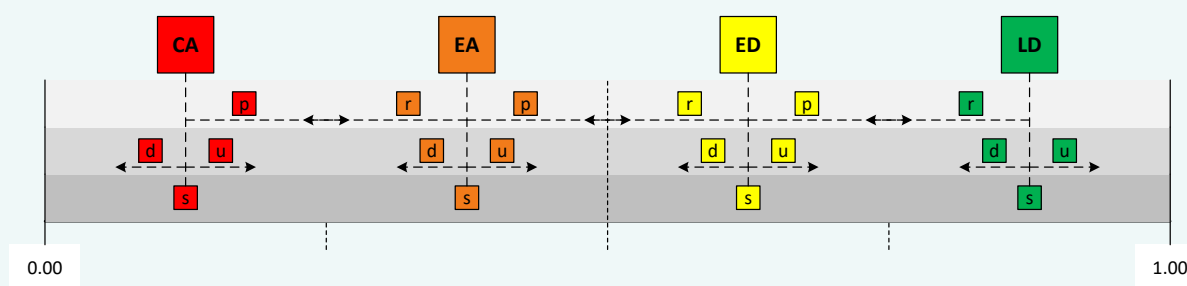 CA EA ED LD
p r p r p r
d u d u d u d u
s s s s
0.00 1.00